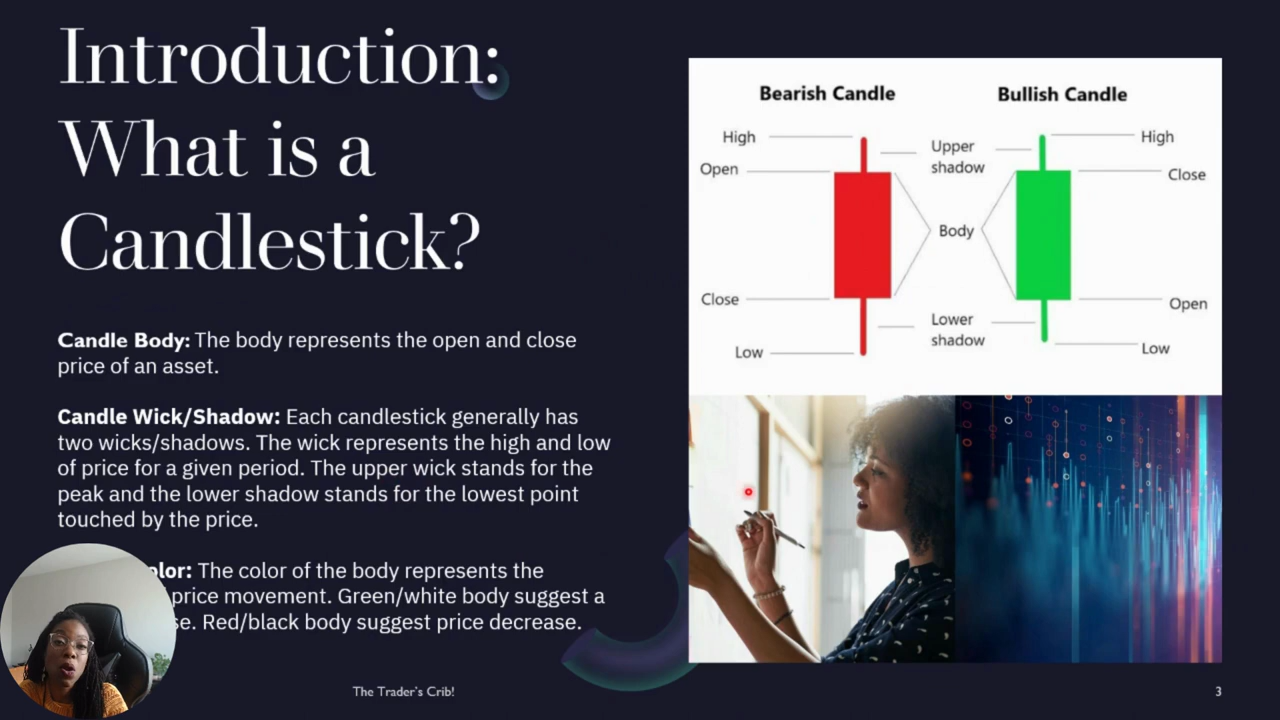 Introduction:
What is a
Candlestick?
Candle Body: The body represents the open and close
price of an asset.
Candle Wick/Shadow: Each candlestick generally has
two wicks/shadows. The wick represents the high and low
of price for a given period. The upper wick stands for the
peak and the lower shadow stands for the lowest point
touched by the price.
olor: The color of the body represents the
price movement. Green/white body suggest a
se. Red/black body suggest price decrease.
Bearish Candle
Bullish Candle
High
Upper
shadow
High
Open
Close
Body
Close
Open
Lower
shadow
Low
Low
The Trader's Crib!
3